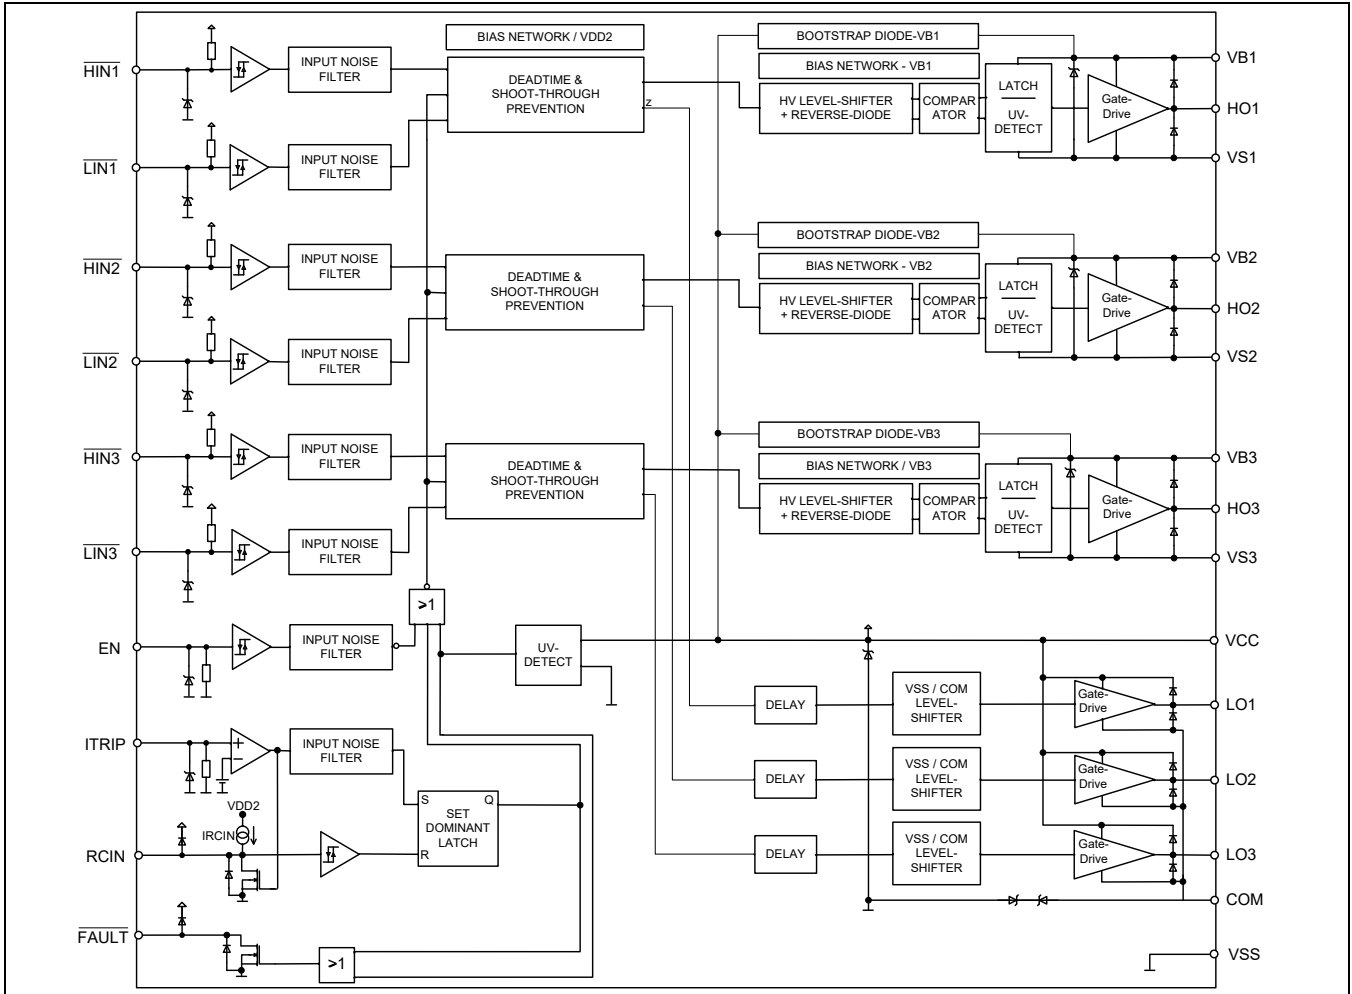 BIAS NETWORK / VDD2
BOOTSTRAP DIODE-VB1
HIN1
INPUT NOISE
FILTER
DEADTIME &
SHOOT-THROUGH
PREVENTION
z
BIAS NETWORK - VB1
HV LEVEL-SHIFTER
+ REVERSE-DIODE
COMPAR
ATOR
LATCH
UV-
DETECT
Gate-
Drive
VB1
HO1
VS1
LIN1
INPUT NOISE
FILTER
BOOTSTRAP DIODE-VB2
HIN2
INPUT NOISE
FILTER
DEADTIME &
SHOOT-THROUGH
PREVENTION
BIAS NETWORK - VB2
HV LEVEL-SHIFTER
+ REVERSE-DIODE
COMPAR
ATOR
LATCH
UV-
DETECT
Gate-
Drive
VB2
HO2
VS2
LIN2
INPUT NOISE
FILTER
BOOTSTRAP DIODE-VB3
HIN3
INPUT NOISE
FILTER
DEADTIME &
SHOOT-THROUGH
PREVENTION
BIAS NETWORK / VB3
HV LEVEL-SHIFTER
+ REVERSE-DIODE
COMPAR
ATOR
LATCH
UV-
DETECT
Gate-
Drive
VB3
HO3
VS3
LIN3
INPUT NOISE
FILTER
>1
EN
INPUT NOISE
FILTER
UV-
DETECT
VCC
DELAY
VSS / COM
LEVEL-
SHIFTER
Gate-
Drive
LO1
ITRIP
+
−
INPUT NOISE
FILTER
DELAY
VSS / COM
LEVEL-
SHIFTER
Gate-
Drive
LO2
VDD2
IRCIN
RCIN
S
Q
R
SET
DOMINANT
LATCH
DELAY
VSS / COM
LEVEL-
SHIFTER
Gate-
Drive
LO3
COM
FAULT
>1
VSS